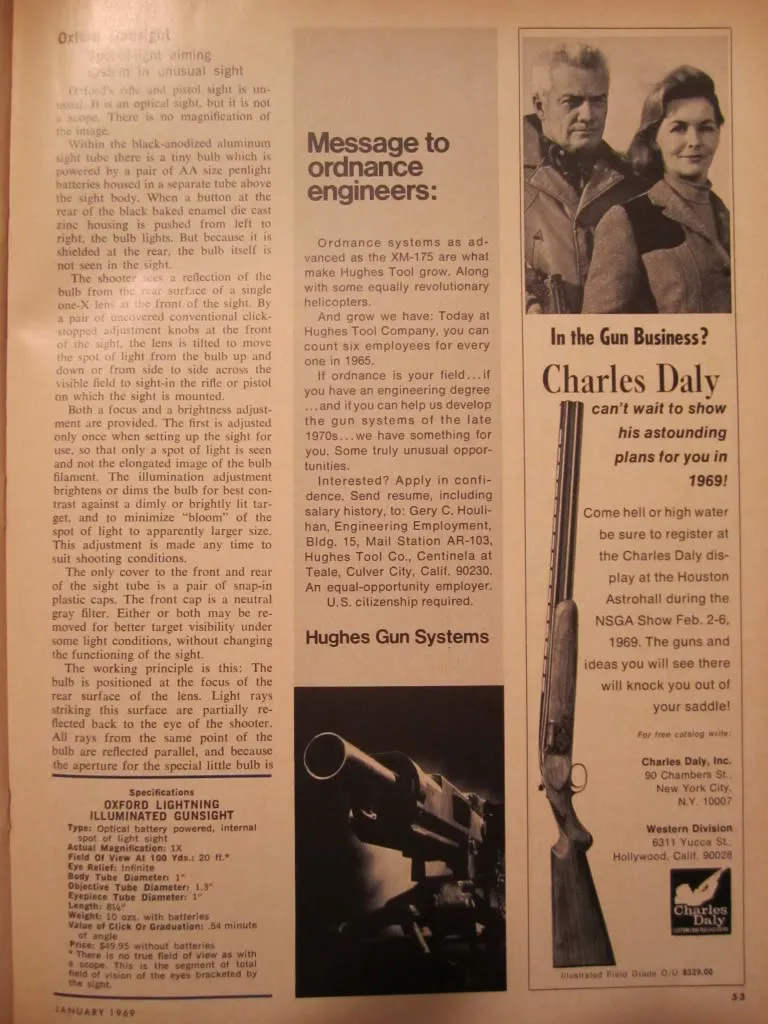 Oxford Gunsight
Spot-of-light aiming
system in unusual sight
Oxford's rifle and pistol sight is un-
usual. It is an optical sight, but it is not
a scope. There is no magnification of
the image.
Within the black-anodized aluminum
sight tube there is a tiny bulb which is
powered by a pair of AA size penlight
batteries housed in a separate tube above
the sight body. When a button at the
rear of the black baked enamel die cast
zinc housing is pushed from left to
right, the bulb lights. But because it is
shielded at the rear, the bulb itself is
not seen in the sight.
The shooter sees a reflection of the
bulb from the rear surface of a single
one-X lens at the front of the sight. By
a pair of uncovered conventional click-
stopped adjustment knobs at the front
of the sight, the lens is tilted to move
the spot of light from the bulb up and
down or from side to side across the
visible field to sight-in the rifle or pistol
on which the sight is mounted.
Both a focus and a brightness adjust-
ment are provided. The first is adjusted
only once when setting up the sight for
use, so that only a spot of light is seen
and not the elongated image of the bulb
filament. The illumination adjustment
brightens or dims the bulb for best con-
trast against a dimly or brightly lit tar-
get, and to minimize "bloom" of the
spot of light to apparently larger size.
This adjustment is made any time to
suit shooting conditions.
The only cover to the front and rear
of the sight tube is a pair of snap-in
plastic caps. The front cap is a neutral
gray filter. Either or both may be re-
moved for better target visibility under
some light conditions, without changing
the functioning of the sight.
The working principle is this: The
bulb is positioned at the focus of the
rear surface of the lens. Light rays
striking this surface are partially re-
flected back to the eye of the shooter.
All rays from the same point of the
bulb are reflected parallel, and because
the aperture for the special little bulb is
Specifications
OXFORD LIGHTNING
ILLUMINATED GUNSIGHT
Type: Optical battery powered, internal
spot of light sight
Actual Magnification: 1X
Field Of View At 100 Yds.: 20 ft.*
Eye Relief: Infinite
Body Tube Diameter: 1"
Objective Tube Diameter: 1.3"
Eyepiece Tube Diameter: 1"
Length: 8¼"
Weight: 10 ozs. with batteries
Value of Click Or Graduation: .54 minute
of angle
Price: $49.95 without batteries
* There is no true field of view as with
a scope. This is the segment of total
field of vision of the eyes bracketed by
the sight.
JANUARY 1969
Message to
ordnance
engineers:
Ordnance systems as ad-
vanced as the XM-175 are what
make Hughes Tool grow. Along
with some equally revolutionary
helicopters.
And grow we have: Today at
Hughes Tool Company, you can
count six employees for every
one in 1965.
If ordnance is your field...if
you have an engineering degree
...and if you can help us develop
the gun systems of the late
1970s...we have something for
you. Some truly unusual oppor-
tunities.
Interested? Apply in confi-
dence. Send resume, including
salary history, to: Gery C. Houli-
han, Engineering Employment,
Bldg. 15, Mail Station AR-103,
Hughes Tool Co., Centinela at
Teale, Culver City, Calif. 90230.
An equal-opportunity employer.
U.S. citizenship required.
Hughes Gun Systems
In the Gun Business?
Charles Daly
can't wait to show
his astounding
plans for you in
1969!
Come hell or high water
be sure to register at
the Charles Daly dis-
play at the Houston
Astrohall during the
NSGA Show Feb. 2-6,
1969. The guns and
ideas you will see there
will knock you out of
your saddle!
For free catalog write:
Charles Daly, Inc.
90 Chambers St.,
New York City,
N.Y. 10007
Western Division
6311 Yucca St.,
Hollywood, Calif. 90028
Charles
Daly
Illustrated Field Grade O/U $329.00
53